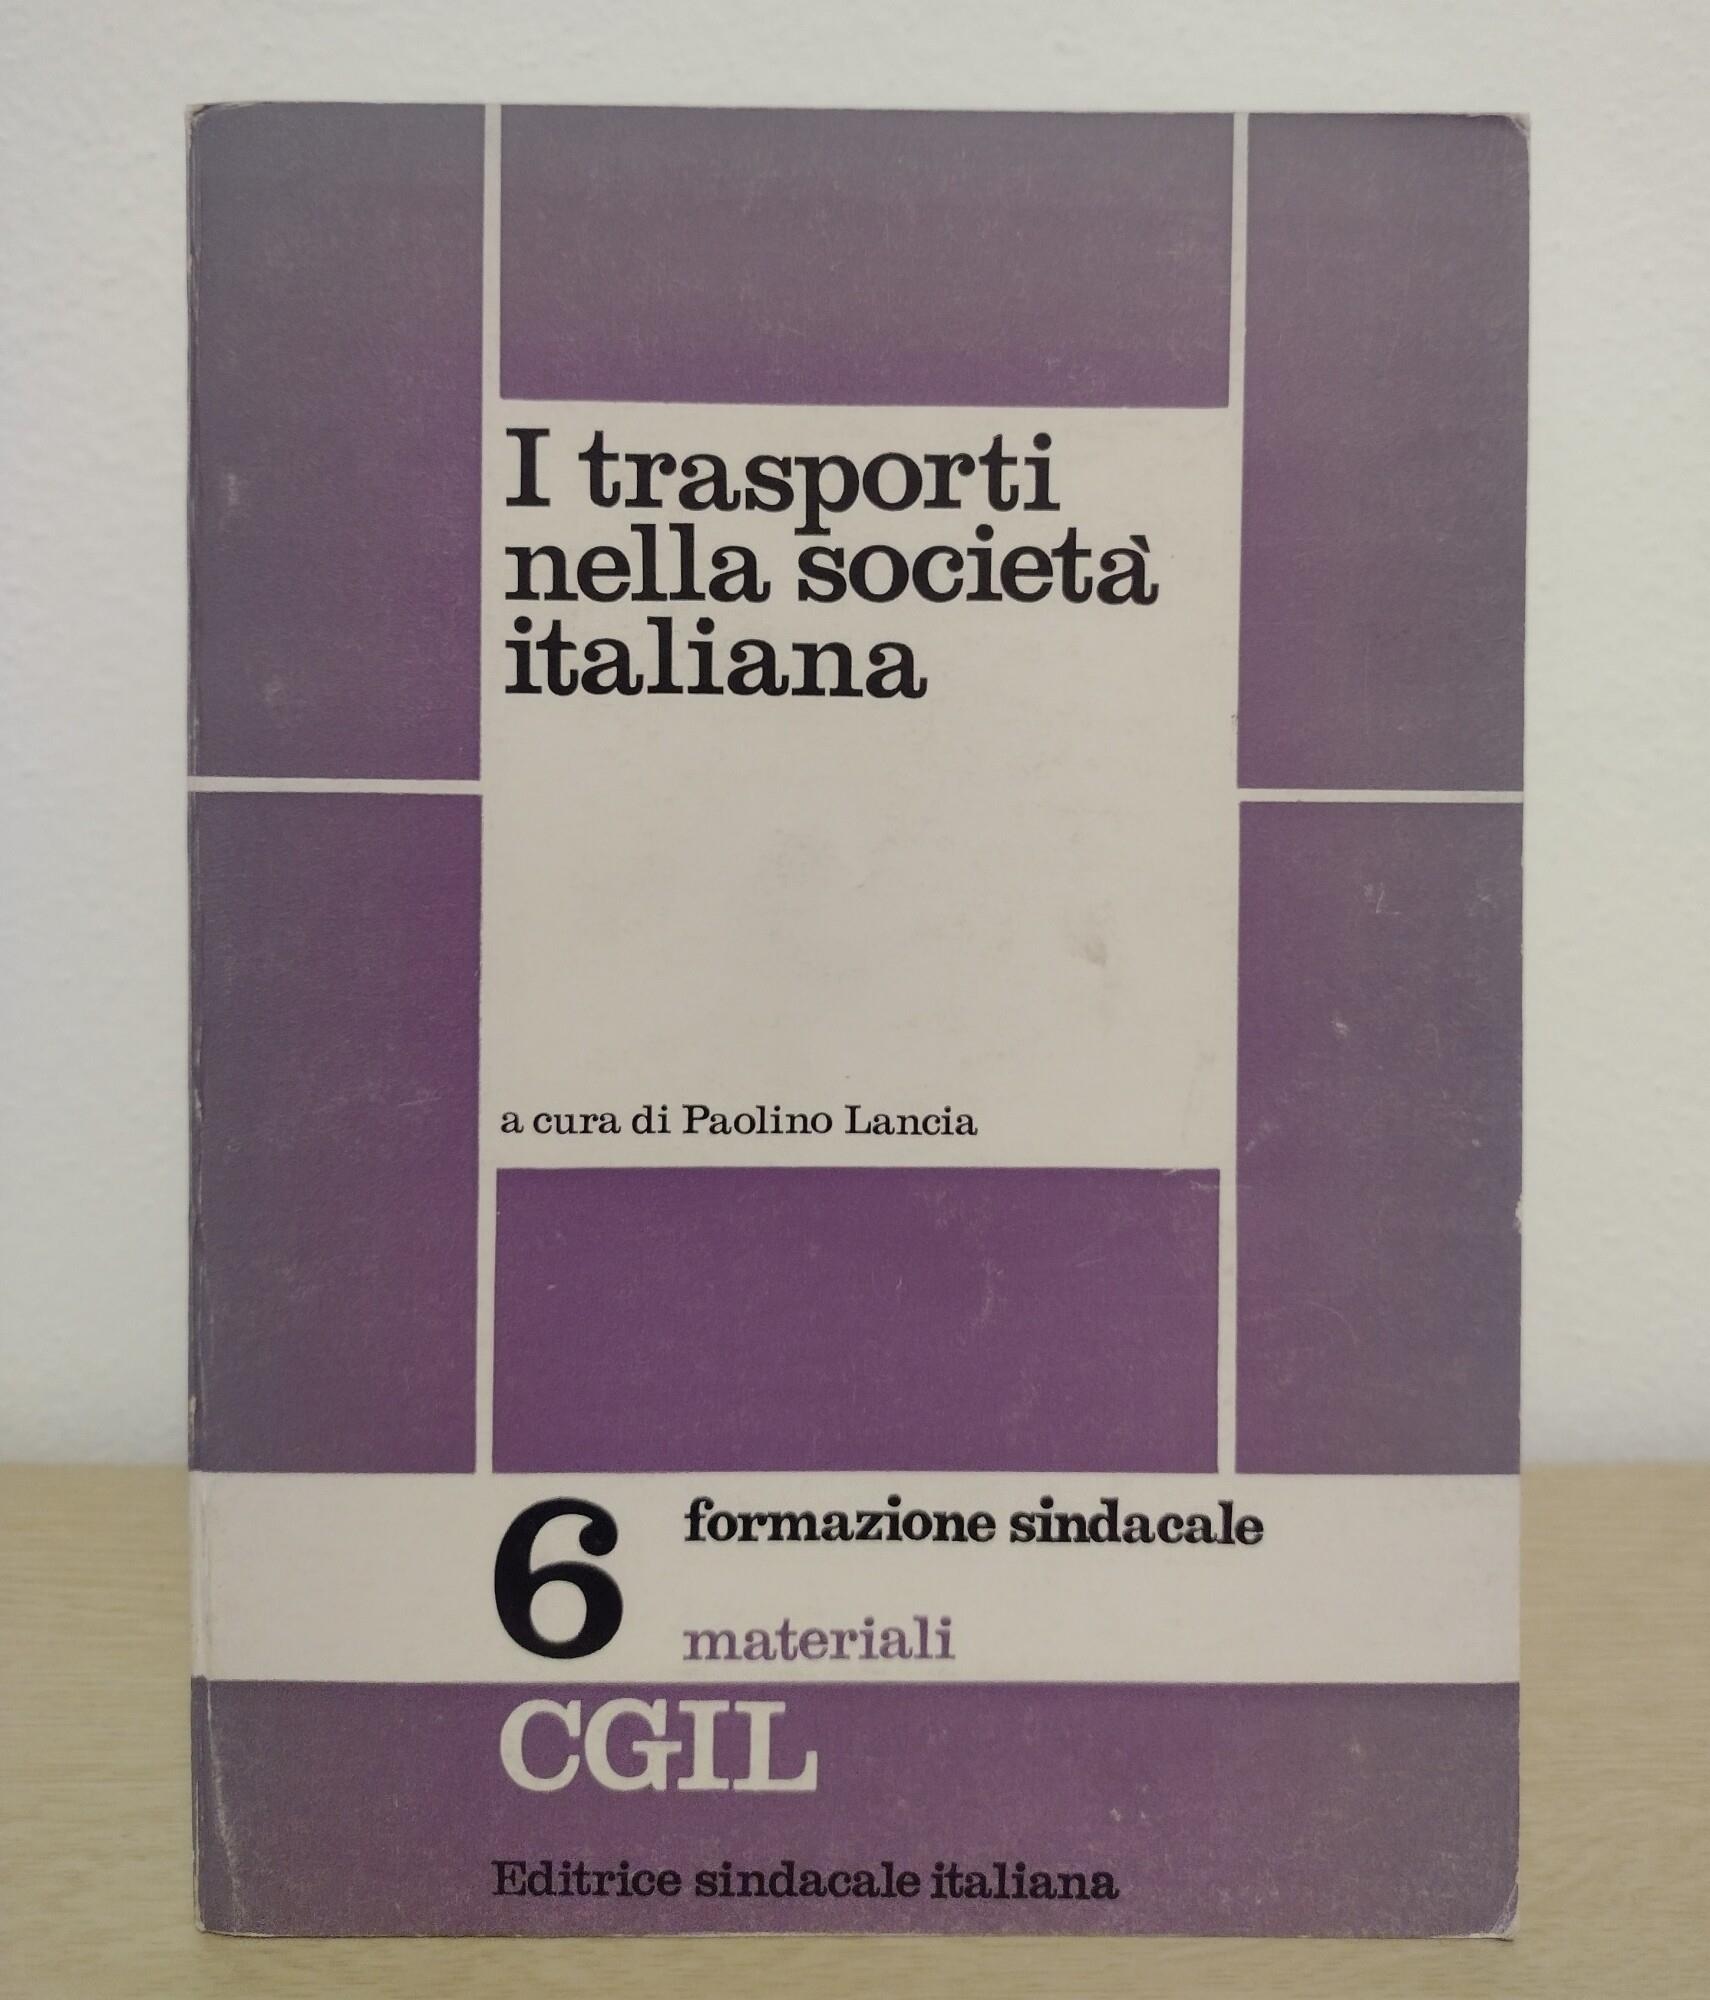 I trasporti
nella società
italiana
a cura di Paolino Lancia
6 formazione sindacale
materiali
CGIL
Editrice sindacale italiana